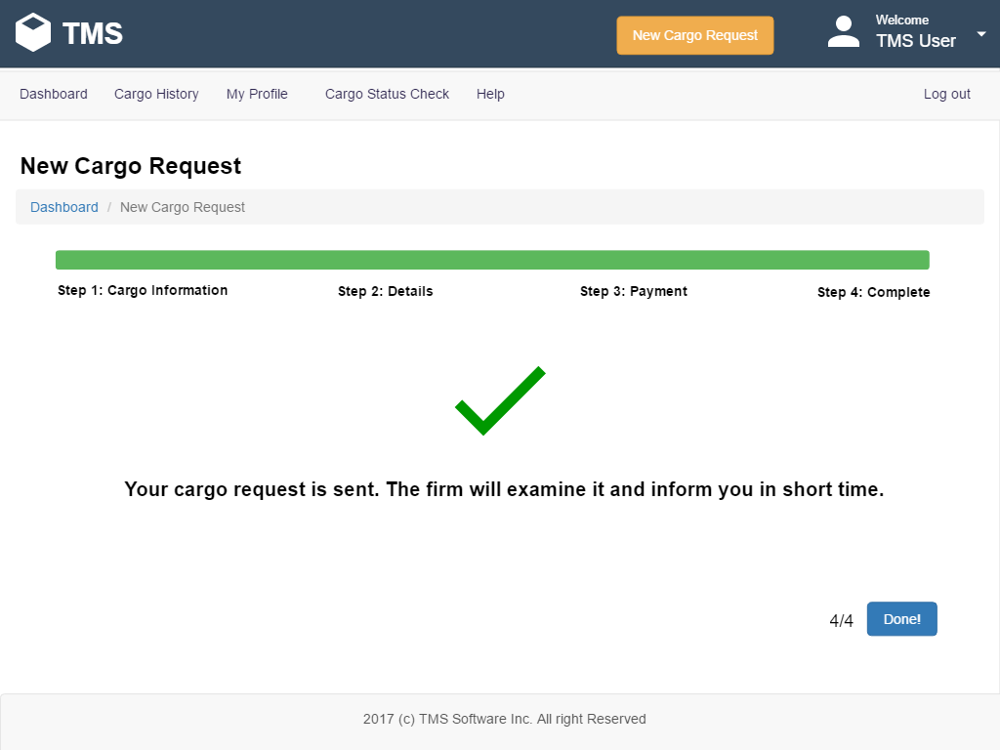 TMS
New Cargo Request
Welcome
TMS User
Dashboard
Cargo History
My Profile
Cargo Status Check
Help
Log out
New Cargo Request
Dashboard / New Cargo Request
Step 1: Cargo Information
Step 2: Details
Step 3: Payment
Step 4: Complete
Your cargo request is sent. The firm will examine it and inform you in short time.
4/4
Done!
2017 (c) TMS Software Inc. All right Reserved